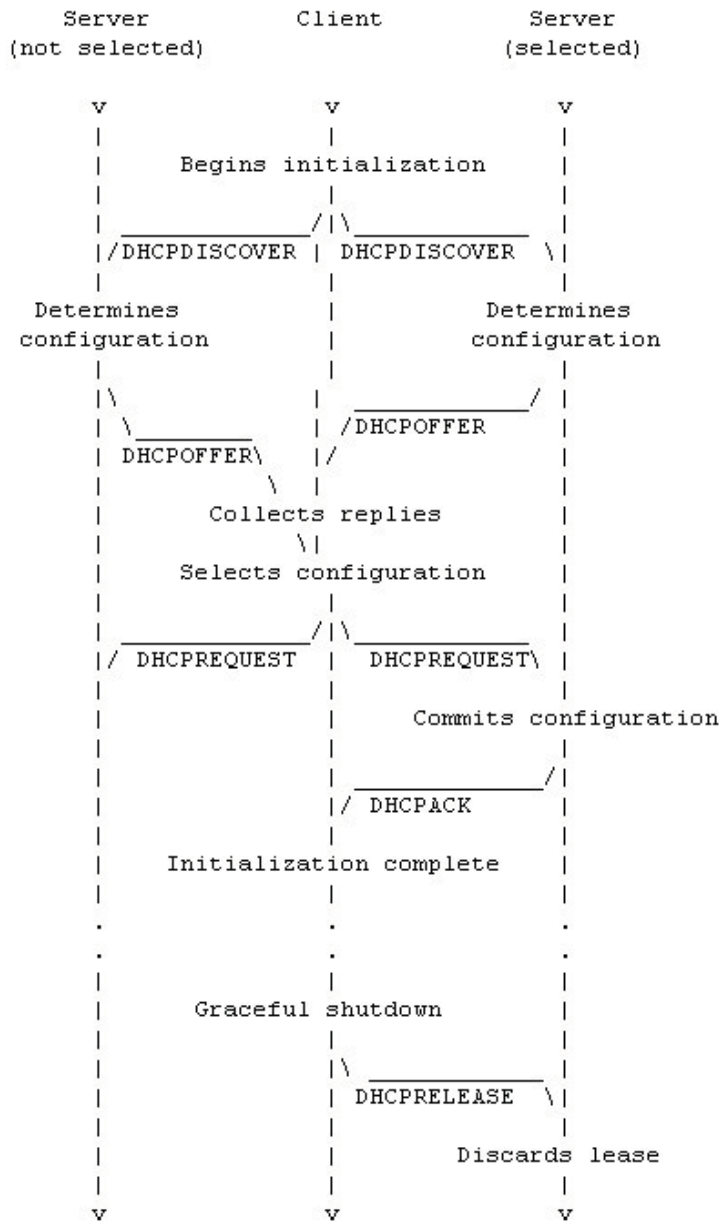 Server Client Server
(not selected) (selected)
v v v
Begins initialization
DHCPDISCOVER DHCPDISCOVER
Determines Determines
configuration configuration
DHCPOFFER
DHCPOFFER
Collects replies
Selects configuration
DHCPREQUEST DHCPREQUEST
Commits configuration
DHCPACK
Initialization complete
. . .
. . .
Graceful shutdown
DHCPRELEASE
Discards lease
v v v